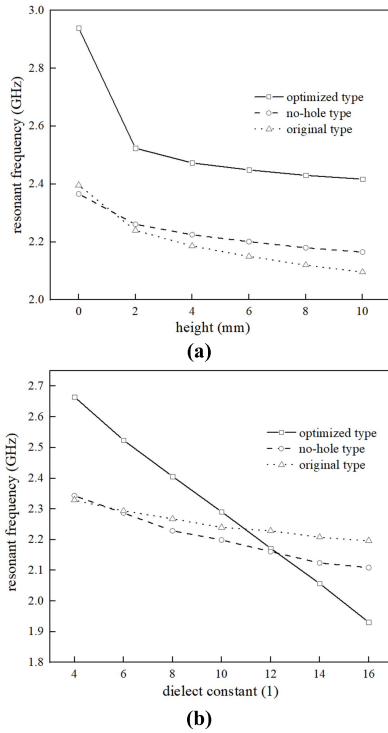 3.0
2.8
2.6
2.4
2.2
2.0
resonant frequency (GHz)
optimized type
no-hole type
original type
0 2 4 6 8 10
height (mm)
(a)
2.7
2.6
2.5
2.4
2.3
2.2
2.1
2.0
1.9
1.8
resonant frequency (GHz)
optimized type
no-hole type
original type
4 6 8 10 12 14 16
dielect constant (1)
(b)